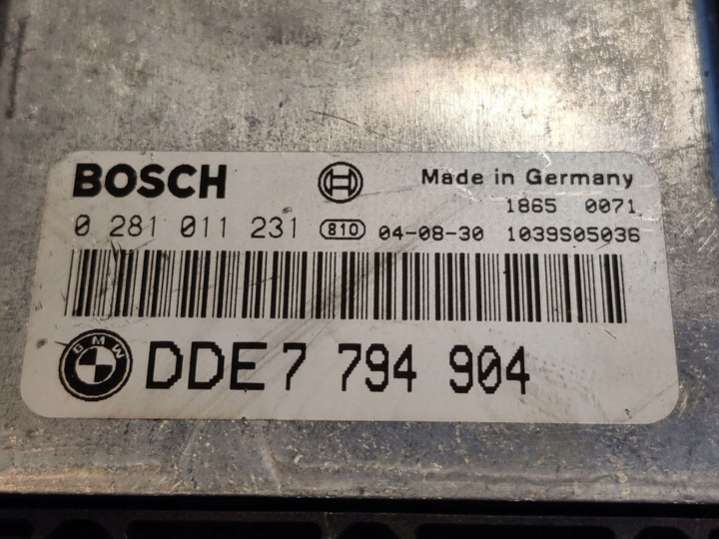 BOSCH Made in Germany
1865 0071
0 281 011 231 810 04-08-30 1039S05036
BMW DDE 7 794 904